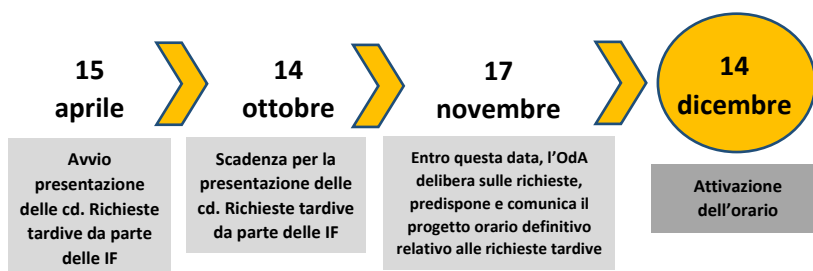 15
aprile
14
ottobre
17
novembre
14
dicembre
Avvio
presentazione
delle cd. Richieste
tardive da parte
delle IF
Scadenza per la
presentazione delle
cd. Richieste tardive
da parte delle IF
Entro questa data, l'OdA
delibera sulle richieste,
predispone e comunica il
progetto orario definitivo
relativo alle richieste tardive
Attivazione
dell'orario